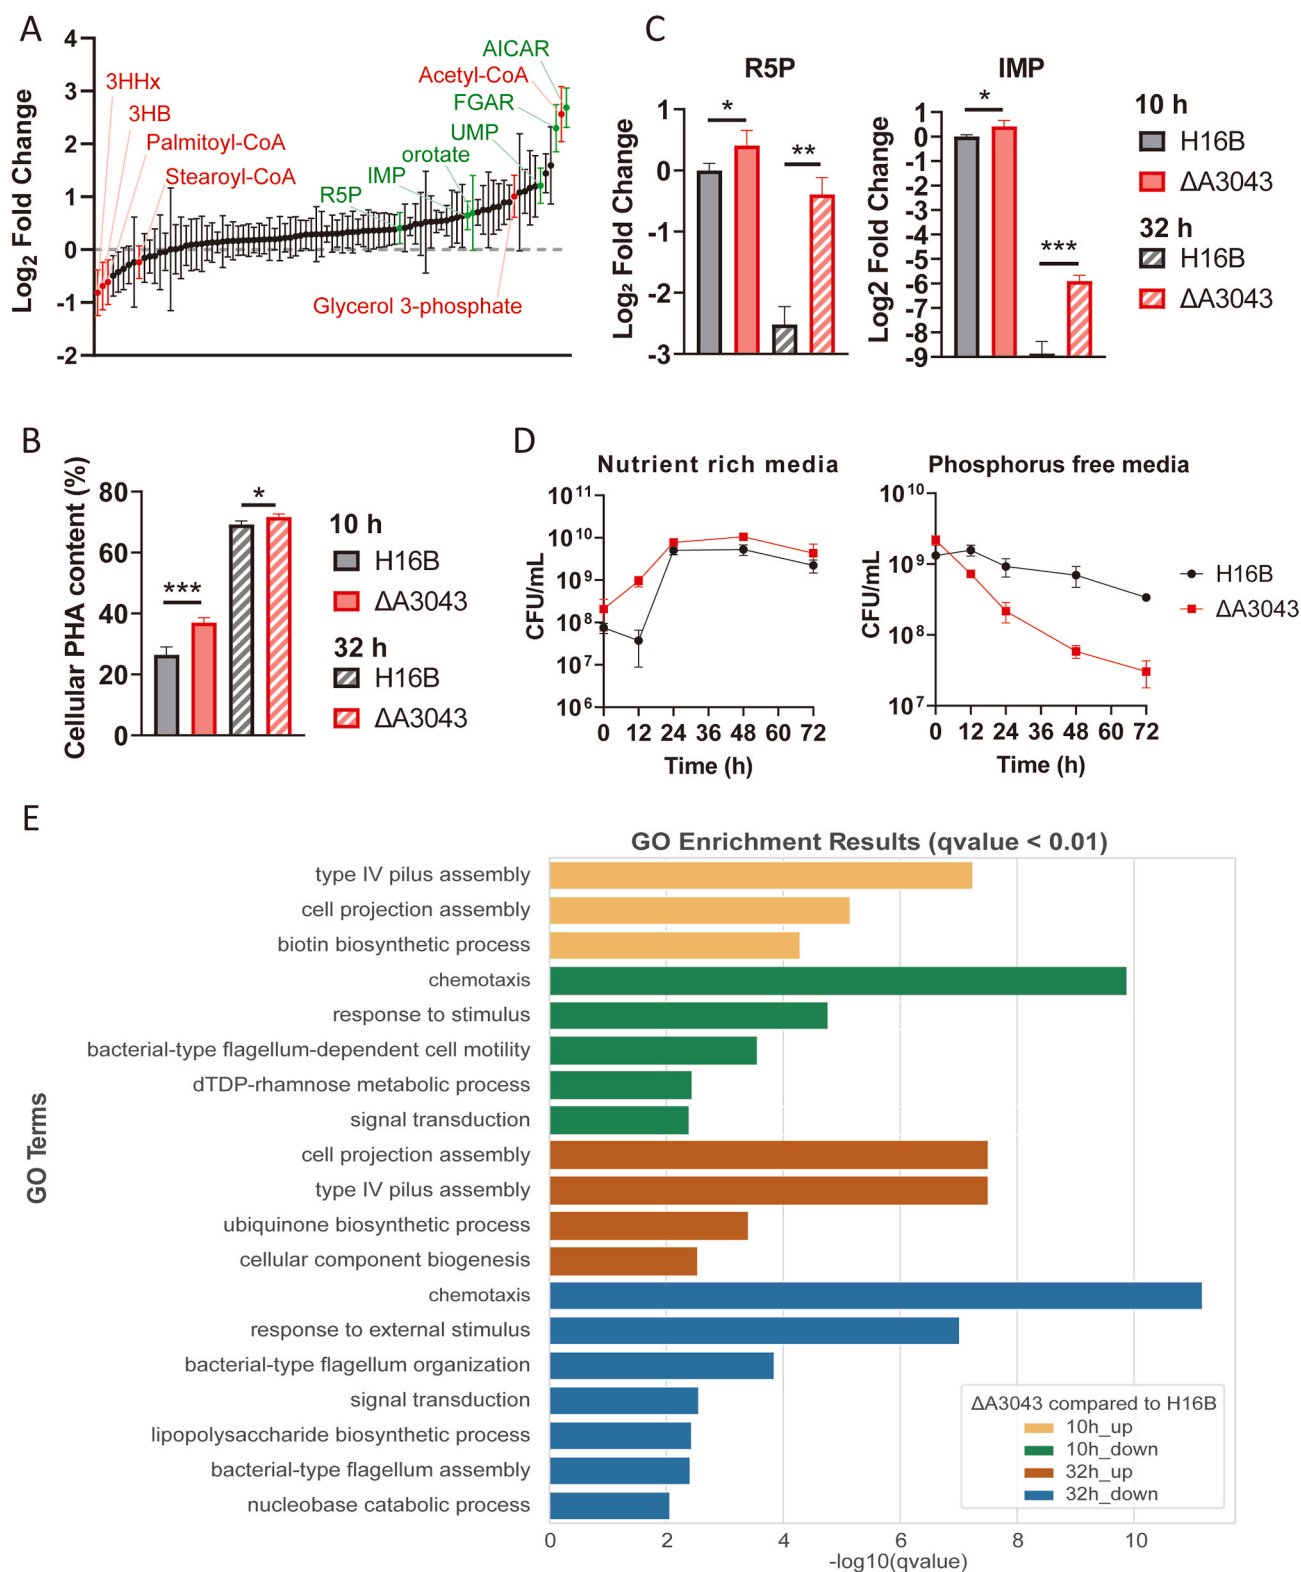 A
Log₂ Fold Change
4
3
2
1
0
-1
-2
3HHx
3HB
Palmitoyl-CoA
Stearoyl-CoA
R5P
IMP
orotate
UMP
FGAR
Acetyl-CoA
AICAR
Glycerol 3-phosphate
C
R5P
Log₂ Fold Change
1
0
-1
-2
-3
*
**
IMP
Log2 Fold Change
1
0
-1
-2
-3
-4
-5
-6
-7
-8
-9
*
***
10 h
H16B
ΔA3043
32 h
H16B
ΔA3043
B
Cellular PHA content (%)
80
60
40
20
0
***
*
10 h
H16B
ΔA3043
32 h
H16B
ΔA3043
D
Nutrient rich media
CFU/mL
10¹¹
10¹⁰
10⁹
10⁸
10⁷
10⁶
0 12 24 36 48 60 72
Time (h)
Phosphorus free media
CFU/mL
10¹⁰
10⁹
10⁸
10⁷
0 12 24 36 48 60 72
Time (h)
H16B
ΔA3043
E
GO Enrichment Results (qvalue < 0.01)
GO Terms
type IV pilus assembly
cell projection assembly
biotin biosynthetic process
chemotaxis
response to stimulus
bacterial-type flagellum-dependent cell motility
dTDP-rhamnose metabolic process
signal transduction
cell projection assembly
type IV pilus assembly
ubiquinone biosynthetic process
cellular component biogenesis
chemotaxis
response to external stimulus
bacterial-type flagellum organization
signal transduction
lipopolysaccharide biosynthetic process
bacterial-type flagellum assembly
nucleobase catabolic process
ΔA3043 compared to H16B
10h_up
10h_down
32h_up
32h_down
0 2 4 6 8 10
-log10(qvalue)